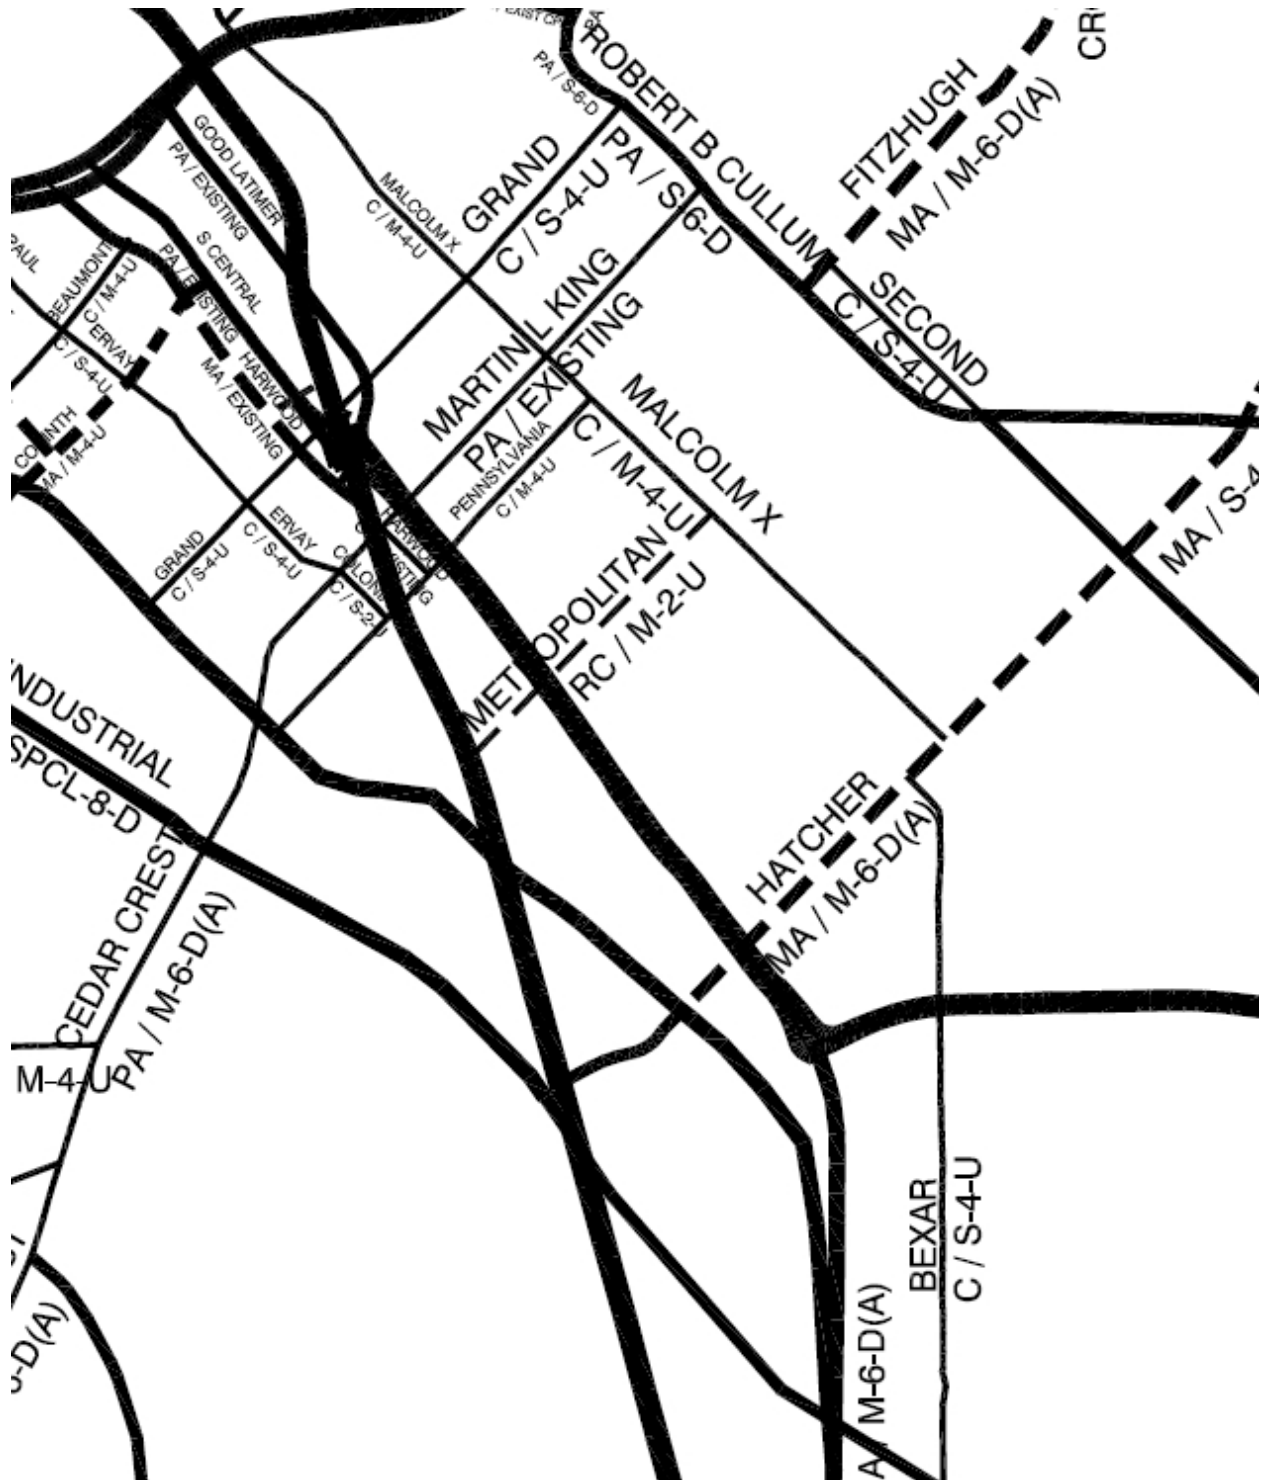 EXIST
CR
ROBERT B CULLUM
PA / S-6-D
PA / S-6-D
FITZHUGH
MA / M-6-D(A)
GOOD LATIMER
PA / EXISTING
MALCOLM X
C / M-4-U
GRAND
C / S-4-U
S CENTRAL
PA / EXISTING
PAUL
BEAUMONT
C / M-4-U
ERVAY
C / S-4-U
HARWOOD
MA / EXISTING
MARTIN L KING
PA / EXISTING
SECOND
C / S-4-U
MALCOLM X
C / M-4-U
PENNSYLVANIA
C / M-4-U
CORINTH
MA / M-4-U
GRAND
C / S-4-U
ERVAY
C / S-4-U
HARWOOD
C / S-2-U
METROPOLITAN
RC / M-2-U
MA / S-4
INDUSTRIAL
SPCL-8-D
HATCHER
MA / M-6-D(A)
CEDAR CREST
PA / M-6-D(A)
M-4-U
BEXAR
C / S-4-U
M-6-D(A)
-D(A)